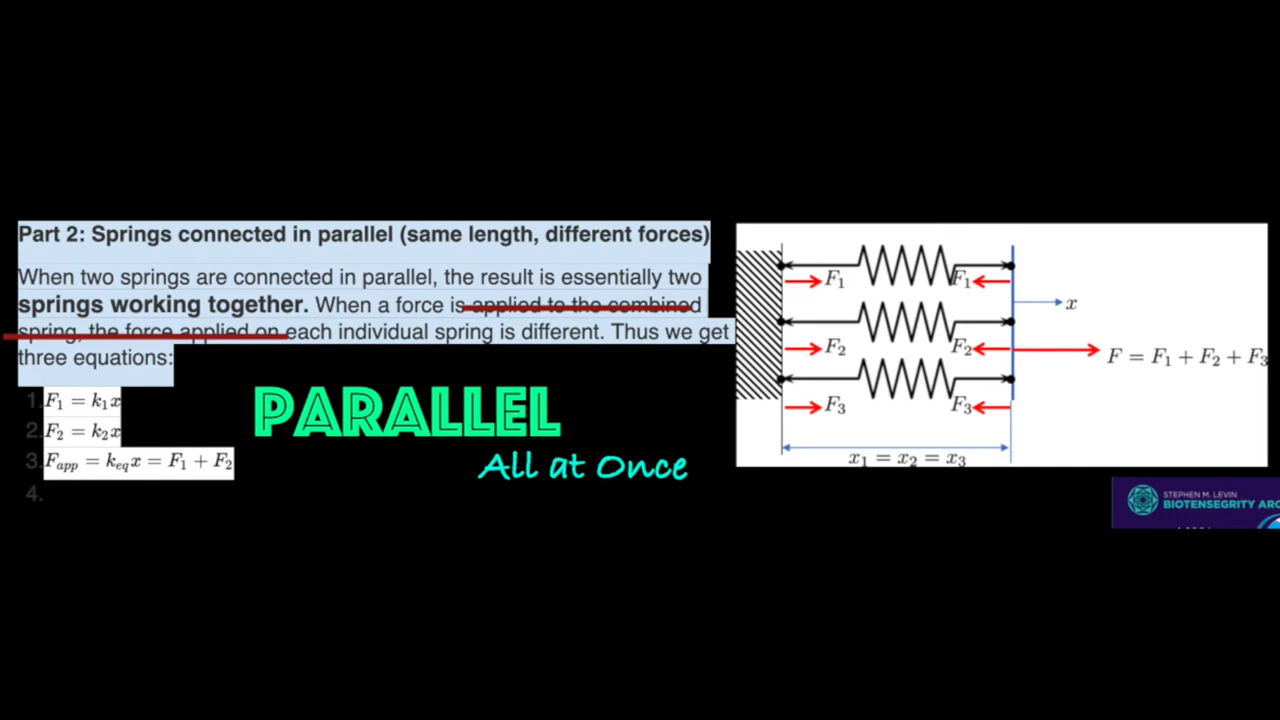 Part 2: Springs connected in parallel (same length, different forces)
When two springs are connected in parallel, the result is essentially two
springs working together. When a force is applied to the combined
spring, the force applied on each individual spring is different. Thus we get
three equations:
1. F₁ = k₁x
2. F₂ = k₂x
3. Fₐₚₚ = k_eq x = F₁ + F₂
4.
PARALLEL
All at Once
F₁ F₁
x
F₂ F₂
F = F₁ + F₂ + F₃
F₃ F₃
x₁ = x₂ = x₃
STEPHEN M. LEVIN
BIOTENSEGRITY ARC